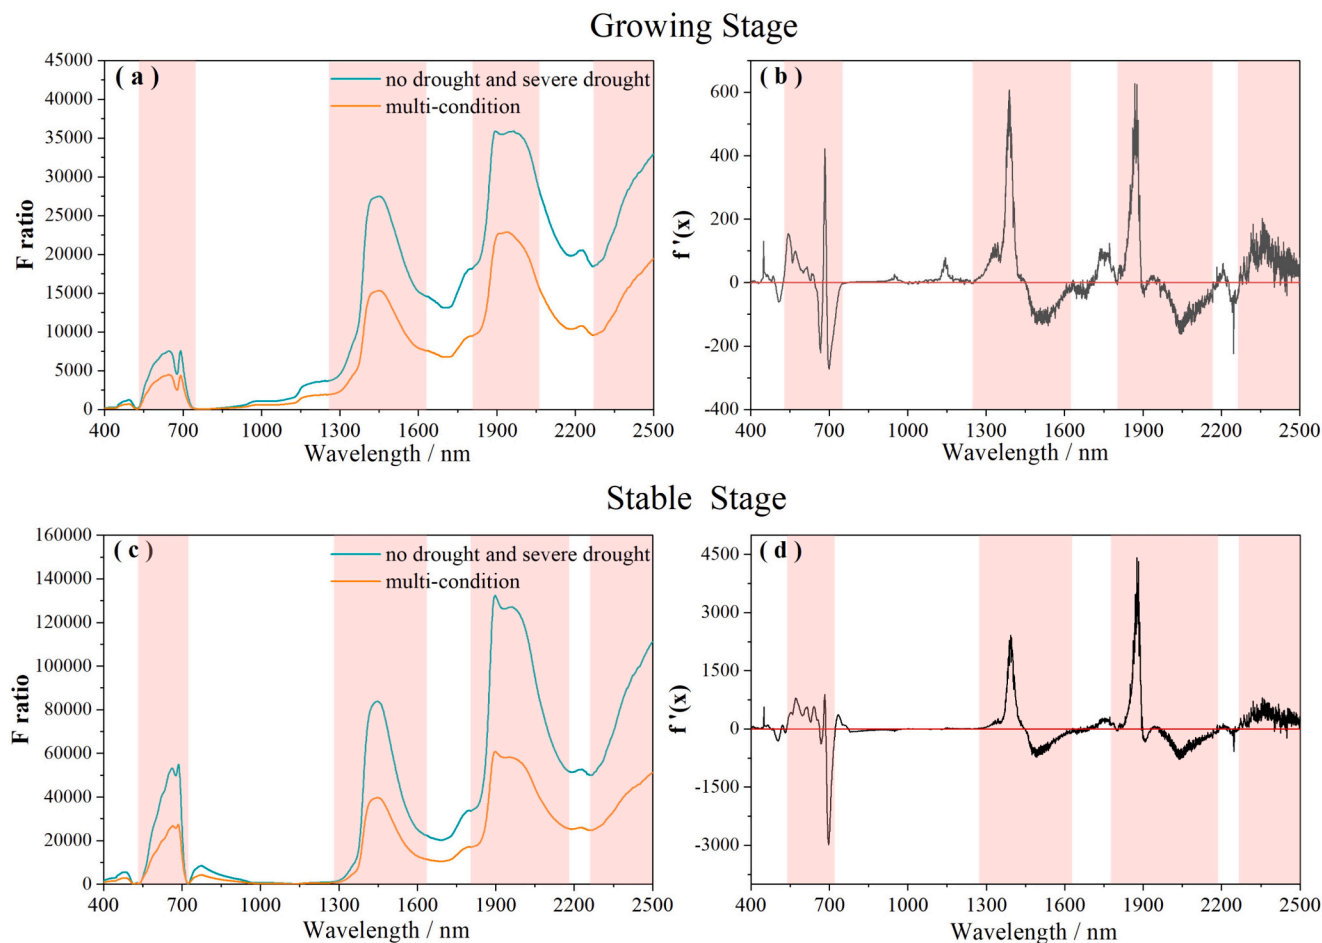 Growing Stage
( a )
no drought and severe drought
multi-condition
45000
40000
35000
30000
25000
20000
15000
10000
5000
0
F ratio
400 700 1000 1300 1600 1900 2200 2500
Wavelength / nm
( b )
600
400
200
0
-200
-400
f '(x)
400 700 1000 1300 1600 1900 2200 2500
Wavelength / nm
Stable Stage
( c )
no drought and severe drought
multi-condition
160000
140000
120000
100000
80000
60000
40000
20000
0
F ratio
400 700 1000 1300 1600 1900 2200 2500
Wavelength / nm
( d )
4500
3000
1500
0
-1500
-3000
f '(x)
400 700 1000 1300 1600 1900 2200 2500
Wavelength / nm